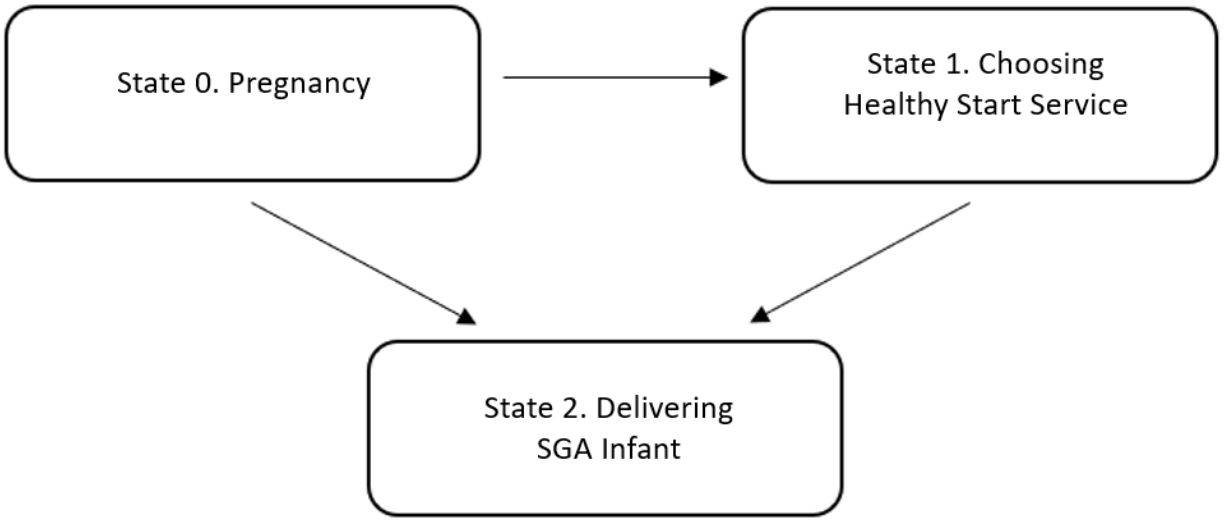 State 0. Pregnancy
State 1. Choosing
Healthy Start Service
State 2. Delivering
SGA Infant